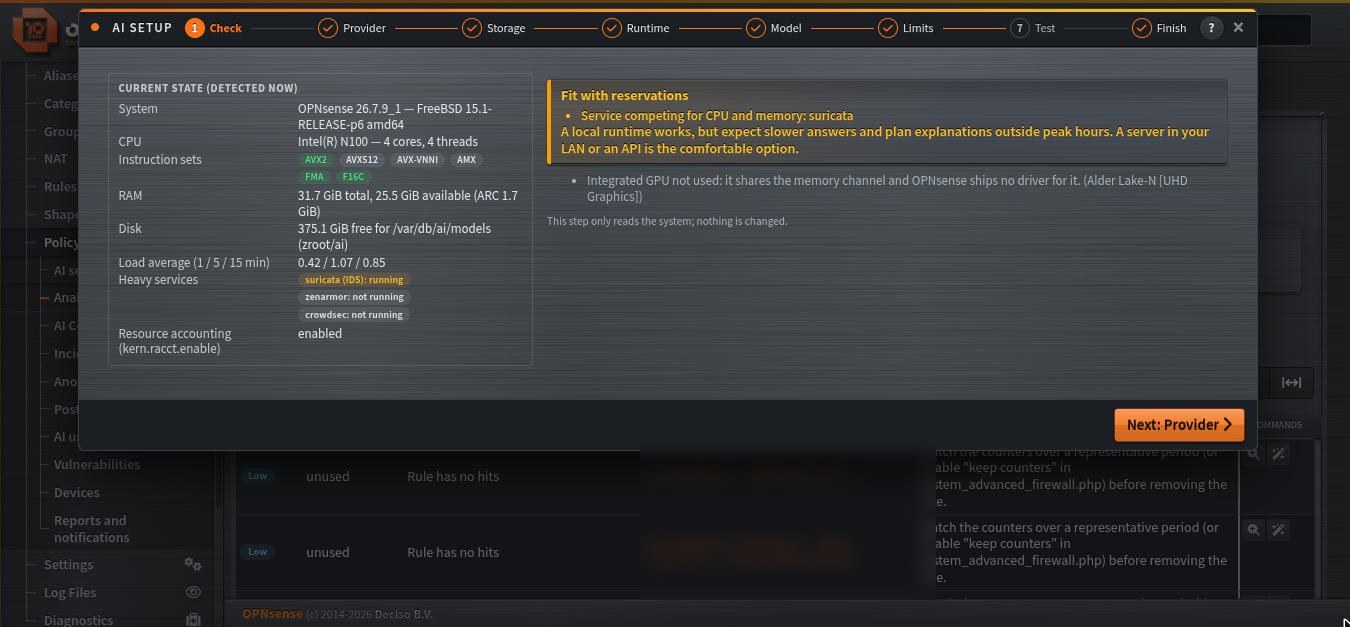 AI SETUP 1 Check Provider Storage Runtime Model Limits 7 Test Finish ? ×
CURRENT STATE (DETECTED NOW)
System OPNsense 26.7.9_1 — FreeBSD 15.1-
RELEASE-p6 amd64
CPU Intel(R) N100 — 4 cores, 4 threads
Instruction sets AVX2 AVX512 AVX-VNNI AMX
FMA F16C
RAM 31.7 GiB total, 25.5 GiB available (ARC 1.7
GiB)
Disk 375.1 GiB free for /var/db/ai/models
(zroot/ai)
Load average (1 / 5 / 15 min) 0.42 / 1.07 / 0.85
Heavy services suricata (IDS): running
zenarmor: not running
crowdsec: not running
Resource accounting enabled
(kern.racct.enable)
Fit with reservations
• Service competing for CPU and memory: suricata
A local runtime works, but expect slower answers and plan explanations outside peak hours. A server in your
LAN or an API is the comfortable option.
• Integrated GPU not used: it shares the memory channel and OPNsense ships no driver for it. (Alder Lake-N [UHD
Graphics])
This step only reads the system; nothing is changed.
Next: Provider
Aliase
Categ
Group
NAT
Rules
Shape
Policy
AI se
Anal
AI C
Incid
Ano
Post
AI us
Vulnerabilities
Devices
Reports and
notifications
Settings
Log Files
Diagnostics
OMMANDS
Low unused Rule has no hits
tch the counters over a representative period (or
able "keep counters" in
stem_advanced_firewall.php) before removing the
e.
Low unused Rule has no hits
atch the counters over a representative period (or
able "keep counters" in
stem_advanced_firewall.php) before removing the
e.
OPNsense (c) 2014-2026 Deciso B.V.